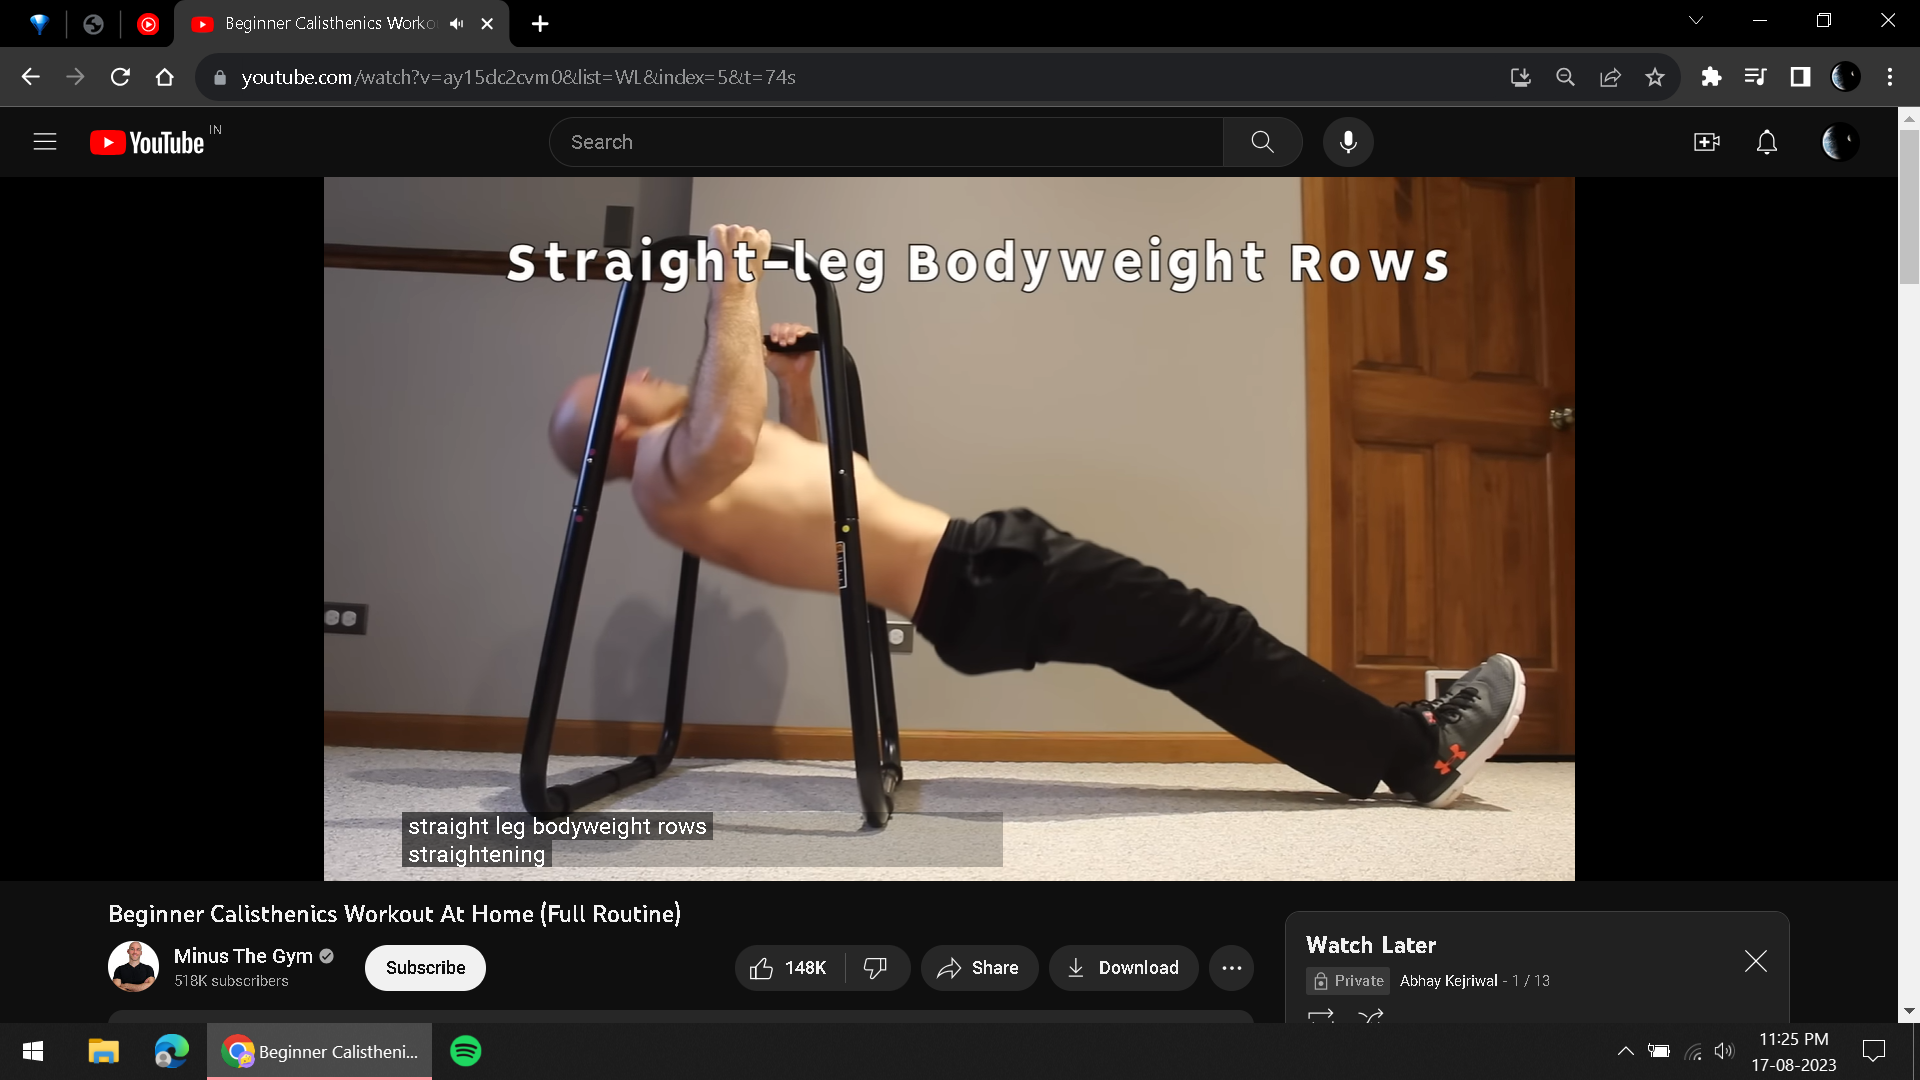 Beginner Calisthenics Worko
youtube.com/watch?v=ay15dc2cvm0&list=WL&index=5&t=74s
YouTube IN
Search
Straight-leg Bodyweight Rows
straight leg bodyweight rows
straightening
Beginner Calisthenics Workout At Home (Full Routine)
Minus The Gym
518K subscribers
Subscribe
148K
Share
Download
Watch Later
Private Abhay Kejriwal - 1 / 13
Beginner Calistheni...
11:25 PM
17-08-2023